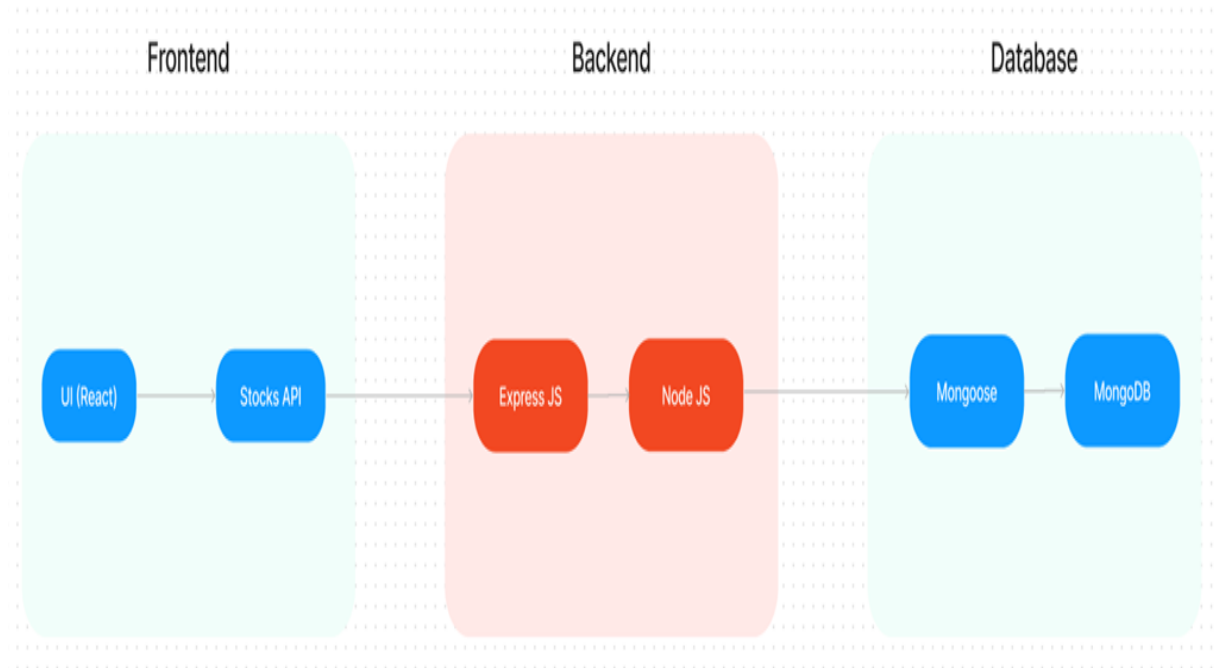 Frontend
Backend
Database
UI (React)
Stocks API
Express JS
Node JS
Mongoose
MongoDB